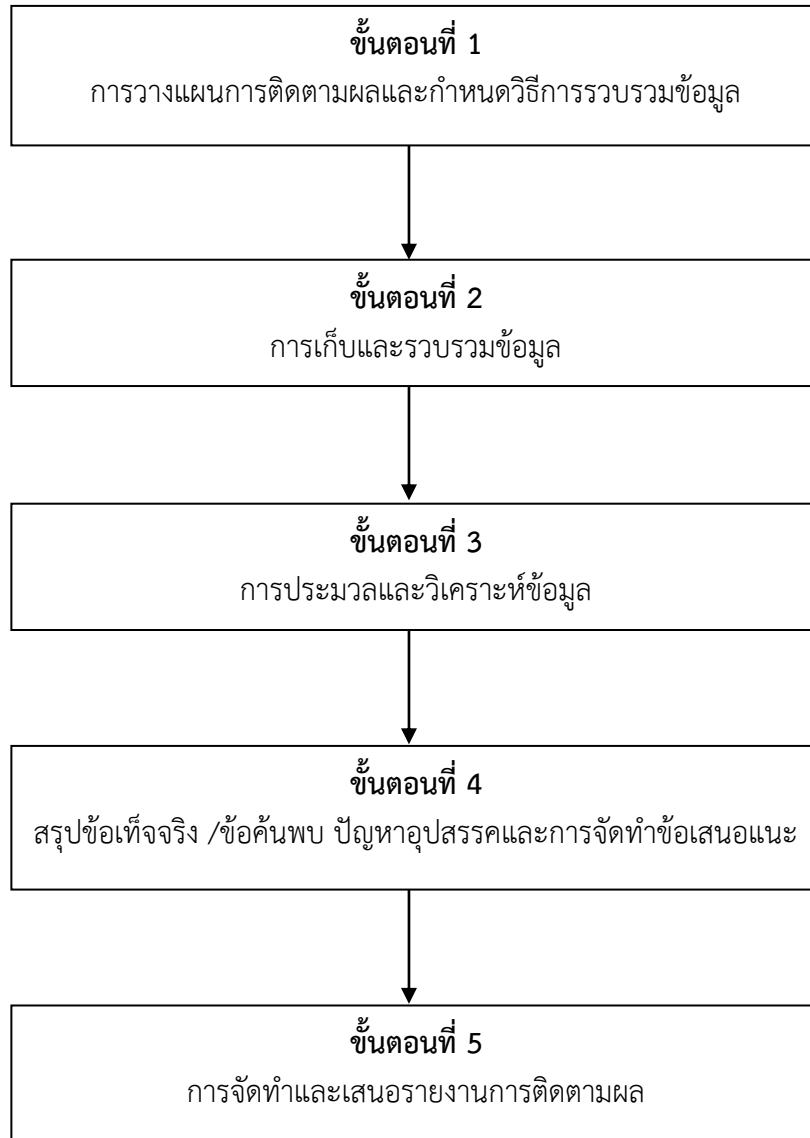 ขั้นตอนที่ 1
การวางแผนการติดตามผลและกำหนดวิธีการรวบรวมข้อมูล
ขั้นตอนที่ 2
การเก็บและรวบรวมข้อมูล
ขั้นตอนที่ 3
การประมวลและวิเคราะห์ข้อมูล
ขั้นตอนที่ 4
สรุปข้อเท็จจริง /ข้อค้นพบ ปัญหาอุปสรรคและการจัดทำข้อเสนอแนะ
ขั้นตอนที่ 5
การจัดทำและเสนอรายงานการติดตามผล